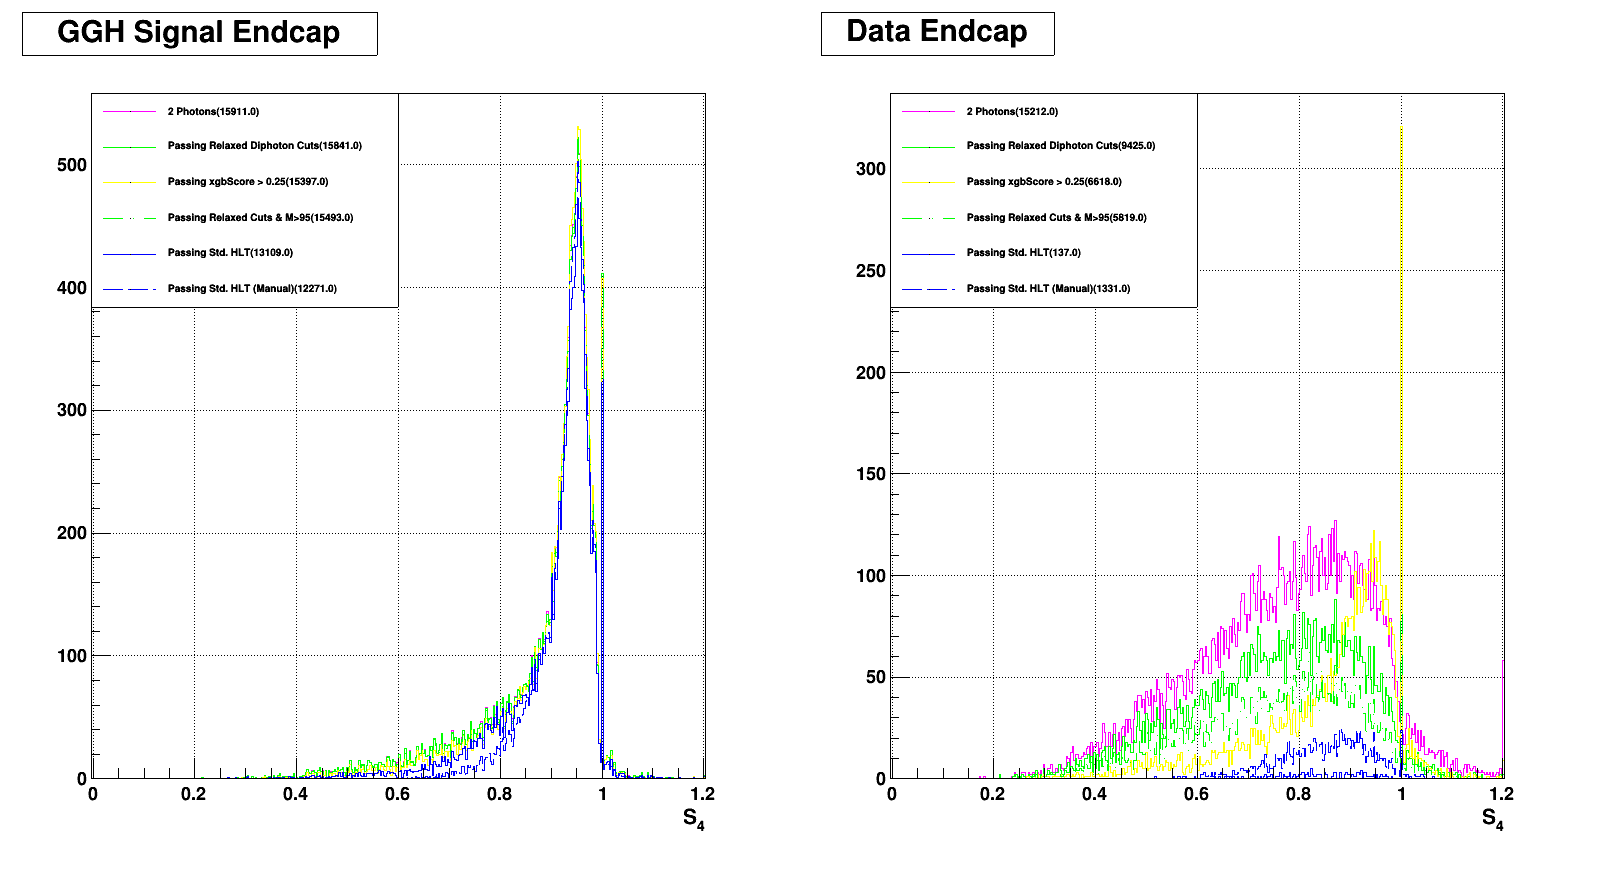 GGH Signal Endcap
2 Photons(15911.0)
Passing Relaxed Diphoton Cuts(15841.0)
Passing xgbScore > 0.25(15397.0)
Passing Relaxed Cuts & M>95(15493.0)
Passing Std. HLT(13109.0)
Passing Std. HLT (Manual)(12271.0)
500
400
300
200
100
0
0 0.2 0.4 0.6 0.8 1 1.2
S4
Data Endcap
2 Photons(15212.0)
Passing Relaxed Diphoton Cuts(9425.0)
Passing xgbScore > 0.25(6618.0)
Passing Relaxed Cuts & M>95(5819.0)
Passing Std. HLT(137.0)
Passing Std. HLT (Manual)(1331.0)
300
250
200
150
100
50
0
0 0.2 0.4 0.6 0.8 1 1.2
S4